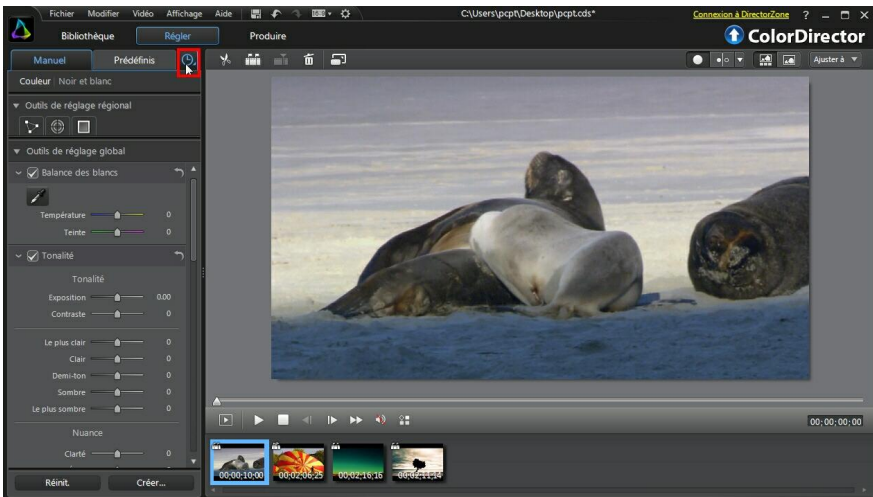 Fichier Modifier Vidéo Affichage Aide C:\Users\pcpt\Desktop\pcpt.cds* Connexion à DirectorZone ?
Bibliothèque Régler Produire ColorDirector
Manuel Prédéfinis Ajuster à
Couleur Noir et blanc
Outils de réglage régional
Outils de réglage global
Balance des blancs
Température 0
Teinte 0
Tonalité
Tonalité
Exposition 0.00
Contraste 0
Le plus clair 0
Clair 0
Demi-ton 0
Sombre 0
Le plus sombre 0
Nuance
Clarté 0
00;00;00;00
00;00;10;00 00;02;06;25 00;02;16;16
Réinit. Créer...